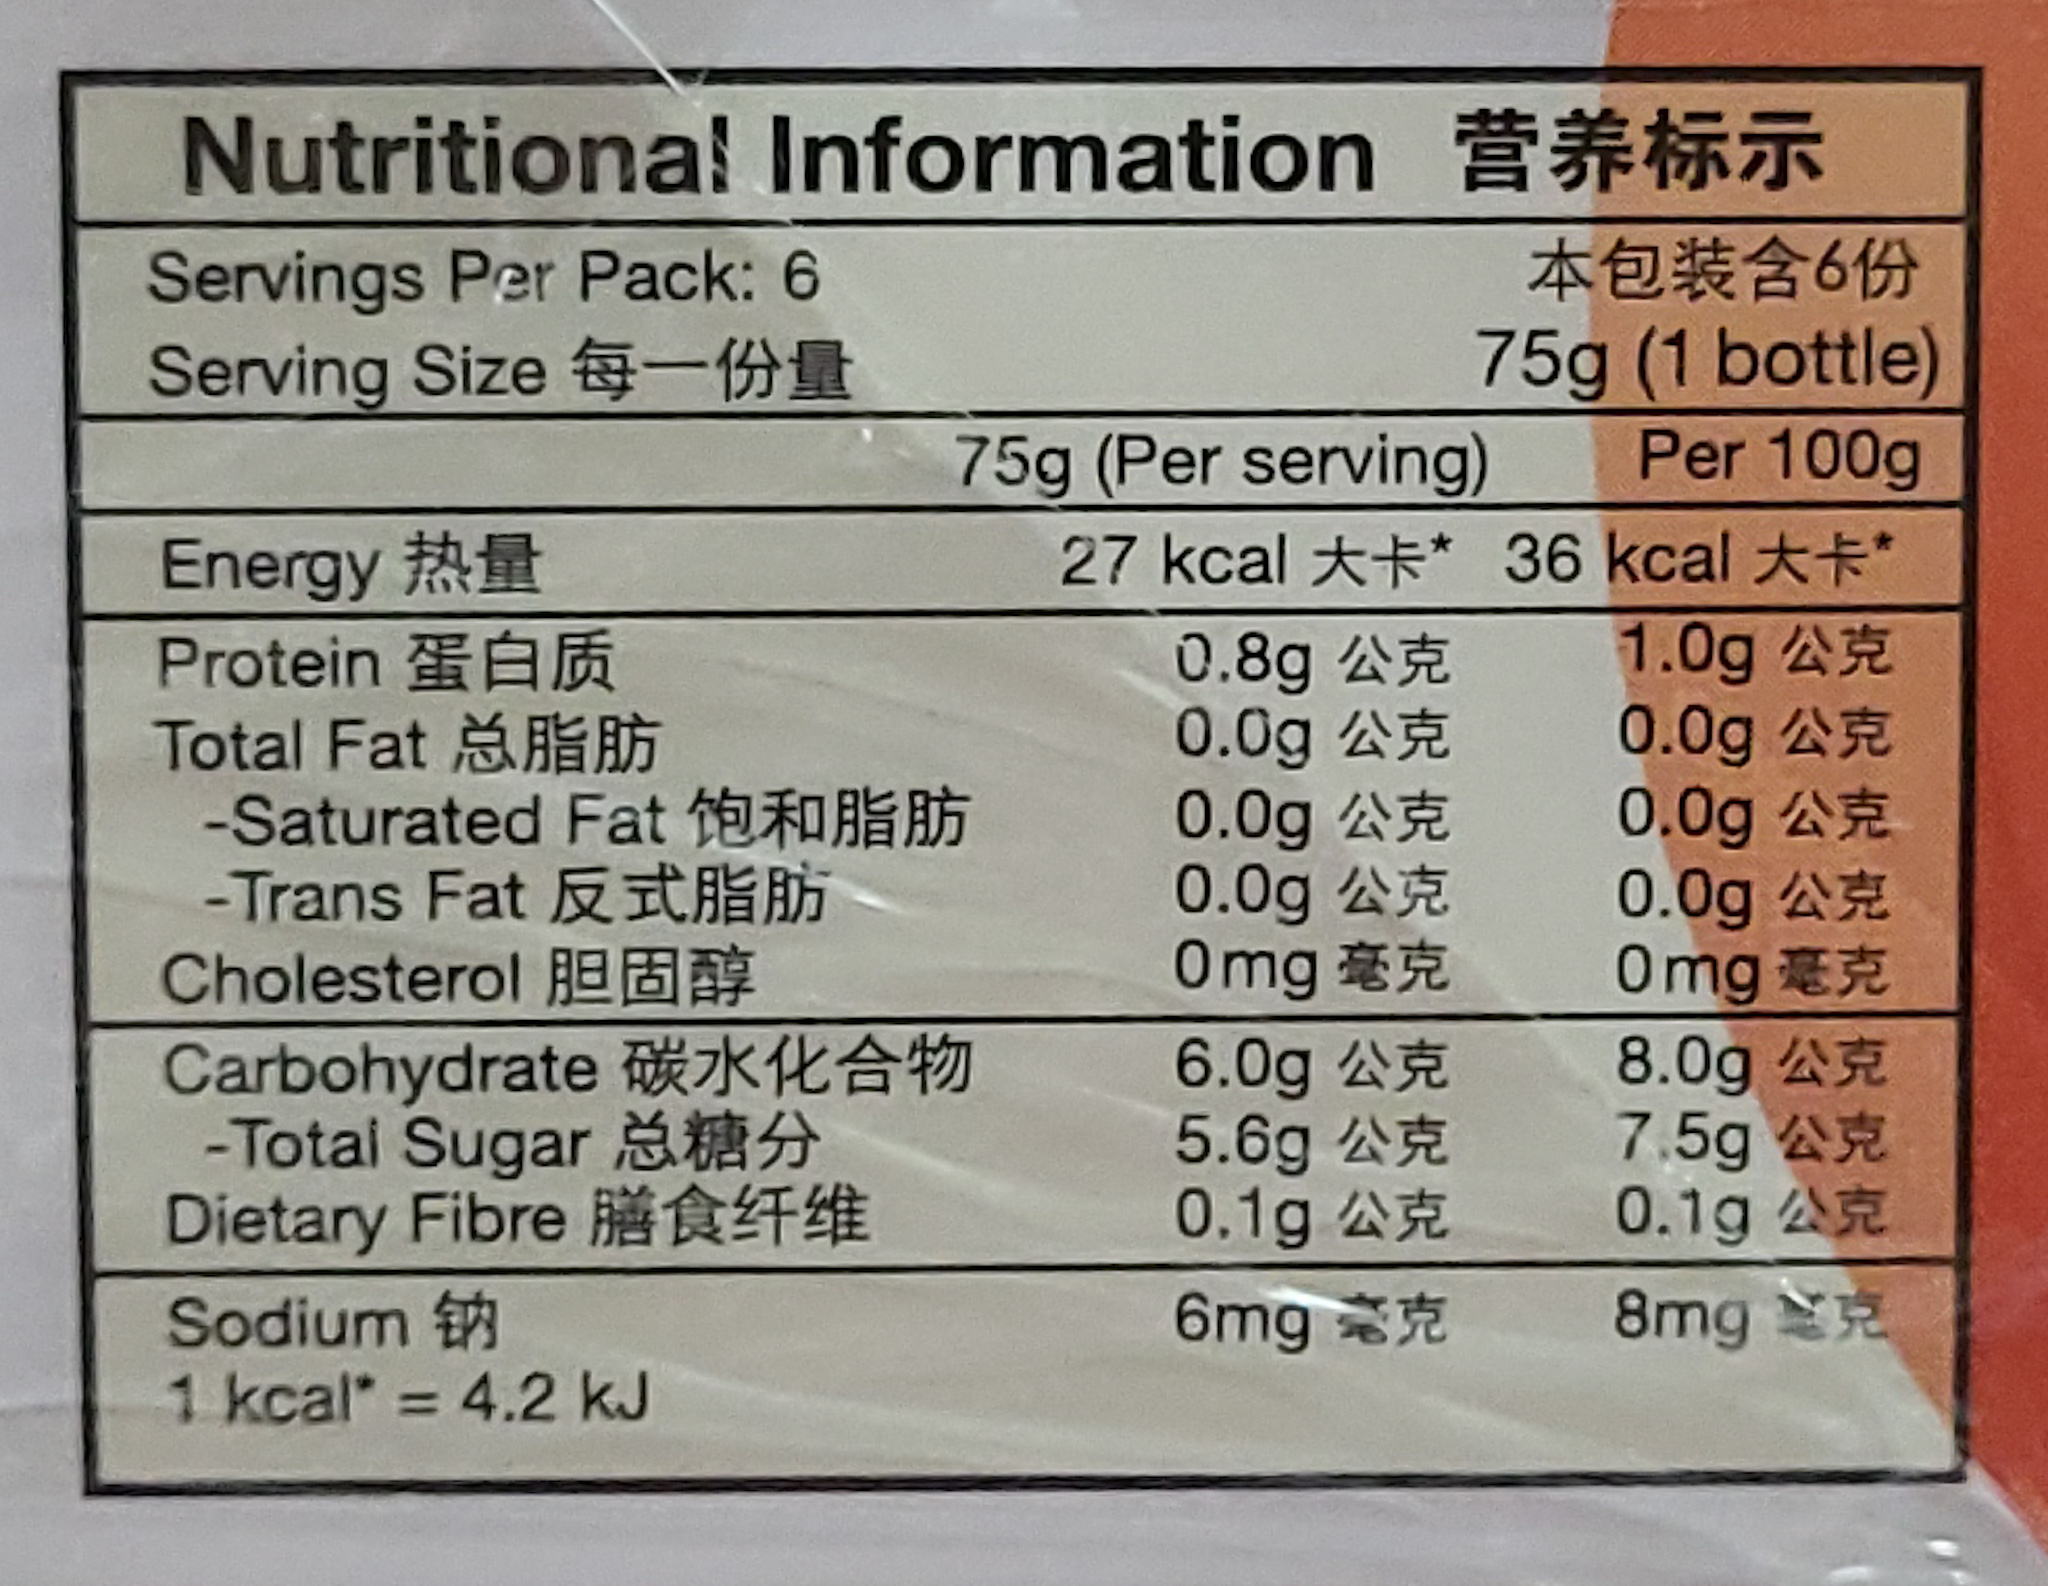 Nutritional Information 营养标示
Servings Per Pack: 6 本包装含6份
Serving Size 每一份量 75g (1 bottle)
75g (Per serving) Per 100g
Energy 热量 27 kcal 大卡* 36 kcal 大卡*
Protein 蛋白质 0.8g 公克 1.0g 公克
Total Fat 总脂肪 0.0g 公克 0.0g 公克
-Saturated Fat 饱和脂肪 0.0g 公克 0.0g 公克
-Trans Fat 反式脂肪 0.0g 公克 0.0g 公克
Cholesterol 胆固醇 0mg 毫克 0mg 毫克
Carbohydrate 碳水化合物 6.0g 公克 8.0g 公克
-Total Sugar 总糖分 5.6g 公克 7.5g 公克
Dietary Fibre 膳食纤维 0.1g 公克 0.1g 公克
Sodium 钠 6mg 毫克 8mg 毫克
1 kcal* = 4.2 kJ